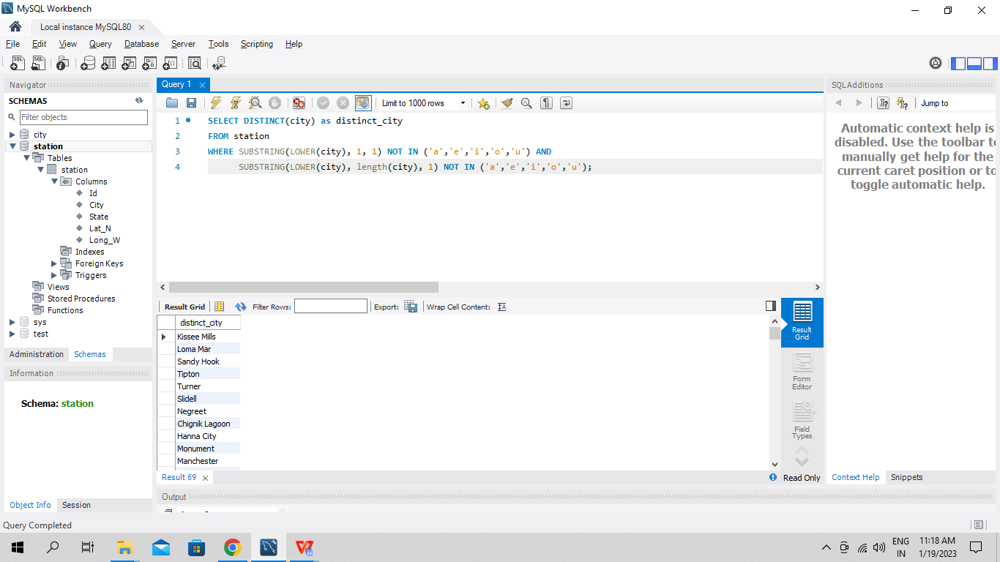 MySQL Workbench
Local instance MySQL80
File Edit View Query Database Server Tools Scripting Help
Navigator
SCHEMAS
Filter objects
city
station
Tables
station
Columns
Id
City
State
Lat_N
Long_W
Indexes
Foreign Keys
Triggers
Views
Stored Procedures
Functions
sys
test
Administration Schemas
Information
Schema: station
Object Info Session
Query 1
Limit to 1000 rows
1 SELECT DISTINCT(city) as distinct_city
2 FROM station
3 WHERE SUBSTRING(LOWER(city), 1, 1) NOT IN ('a','e','i','o','u') AND
4 SUBSTRING(LOWER(city), length(city), 1) NOT IN ('a','e','i','o','u');
Result Grid Filter Rows: Export: Wrap Cell Content:
distinct_city
Kissee Mills
Loma Mar
Sandy Hook
Tipton
Turner
Slidell
Negreet
Chignik Lagoon
Hanna City
Monument
Manchester
Result
Grid
Form
Editor
Field
Types
Result 69
Read Only
Output
SQLAdditions
Jump to
Automatic context help is
disabled. Use the toolbar to
manually get help for the
current caret position or to
toggle automatic help.
Context Help Snippets
Query Completed
ENG
IN
11:18 AM
1/19/2023